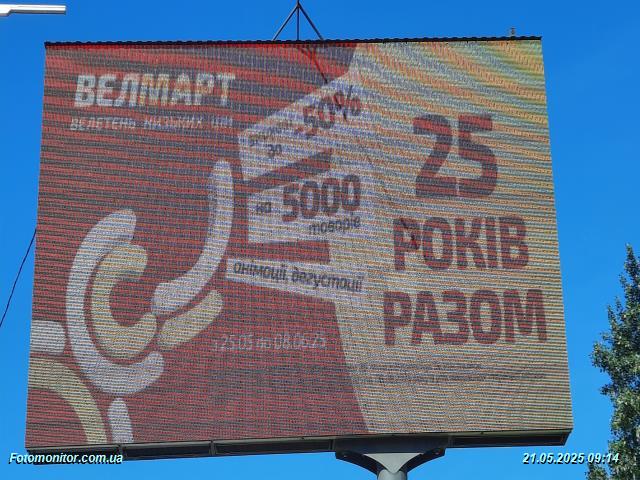 ВЕЛМАРТ
ВЕЛЕТЕНЬ НИЗЬКИХ ЦІН
знижки
до -50%
на 5000
товарів
анімації, дегустації
з 25.05 до 08.06.25
25
РОКІВ
РАЗОМ
Fotomonitor.com.ua
21.05.2025 09:14